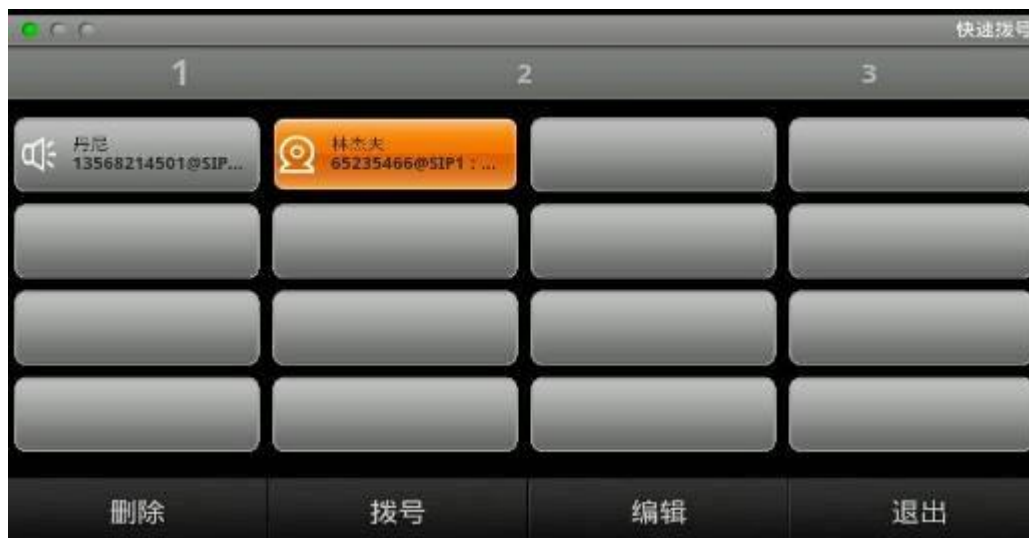 快速拨号
1 2 3
丹尼
13568214501@SIP...
林杰夫
65235466@SIP1：...
删除 拨号 编辑 退出